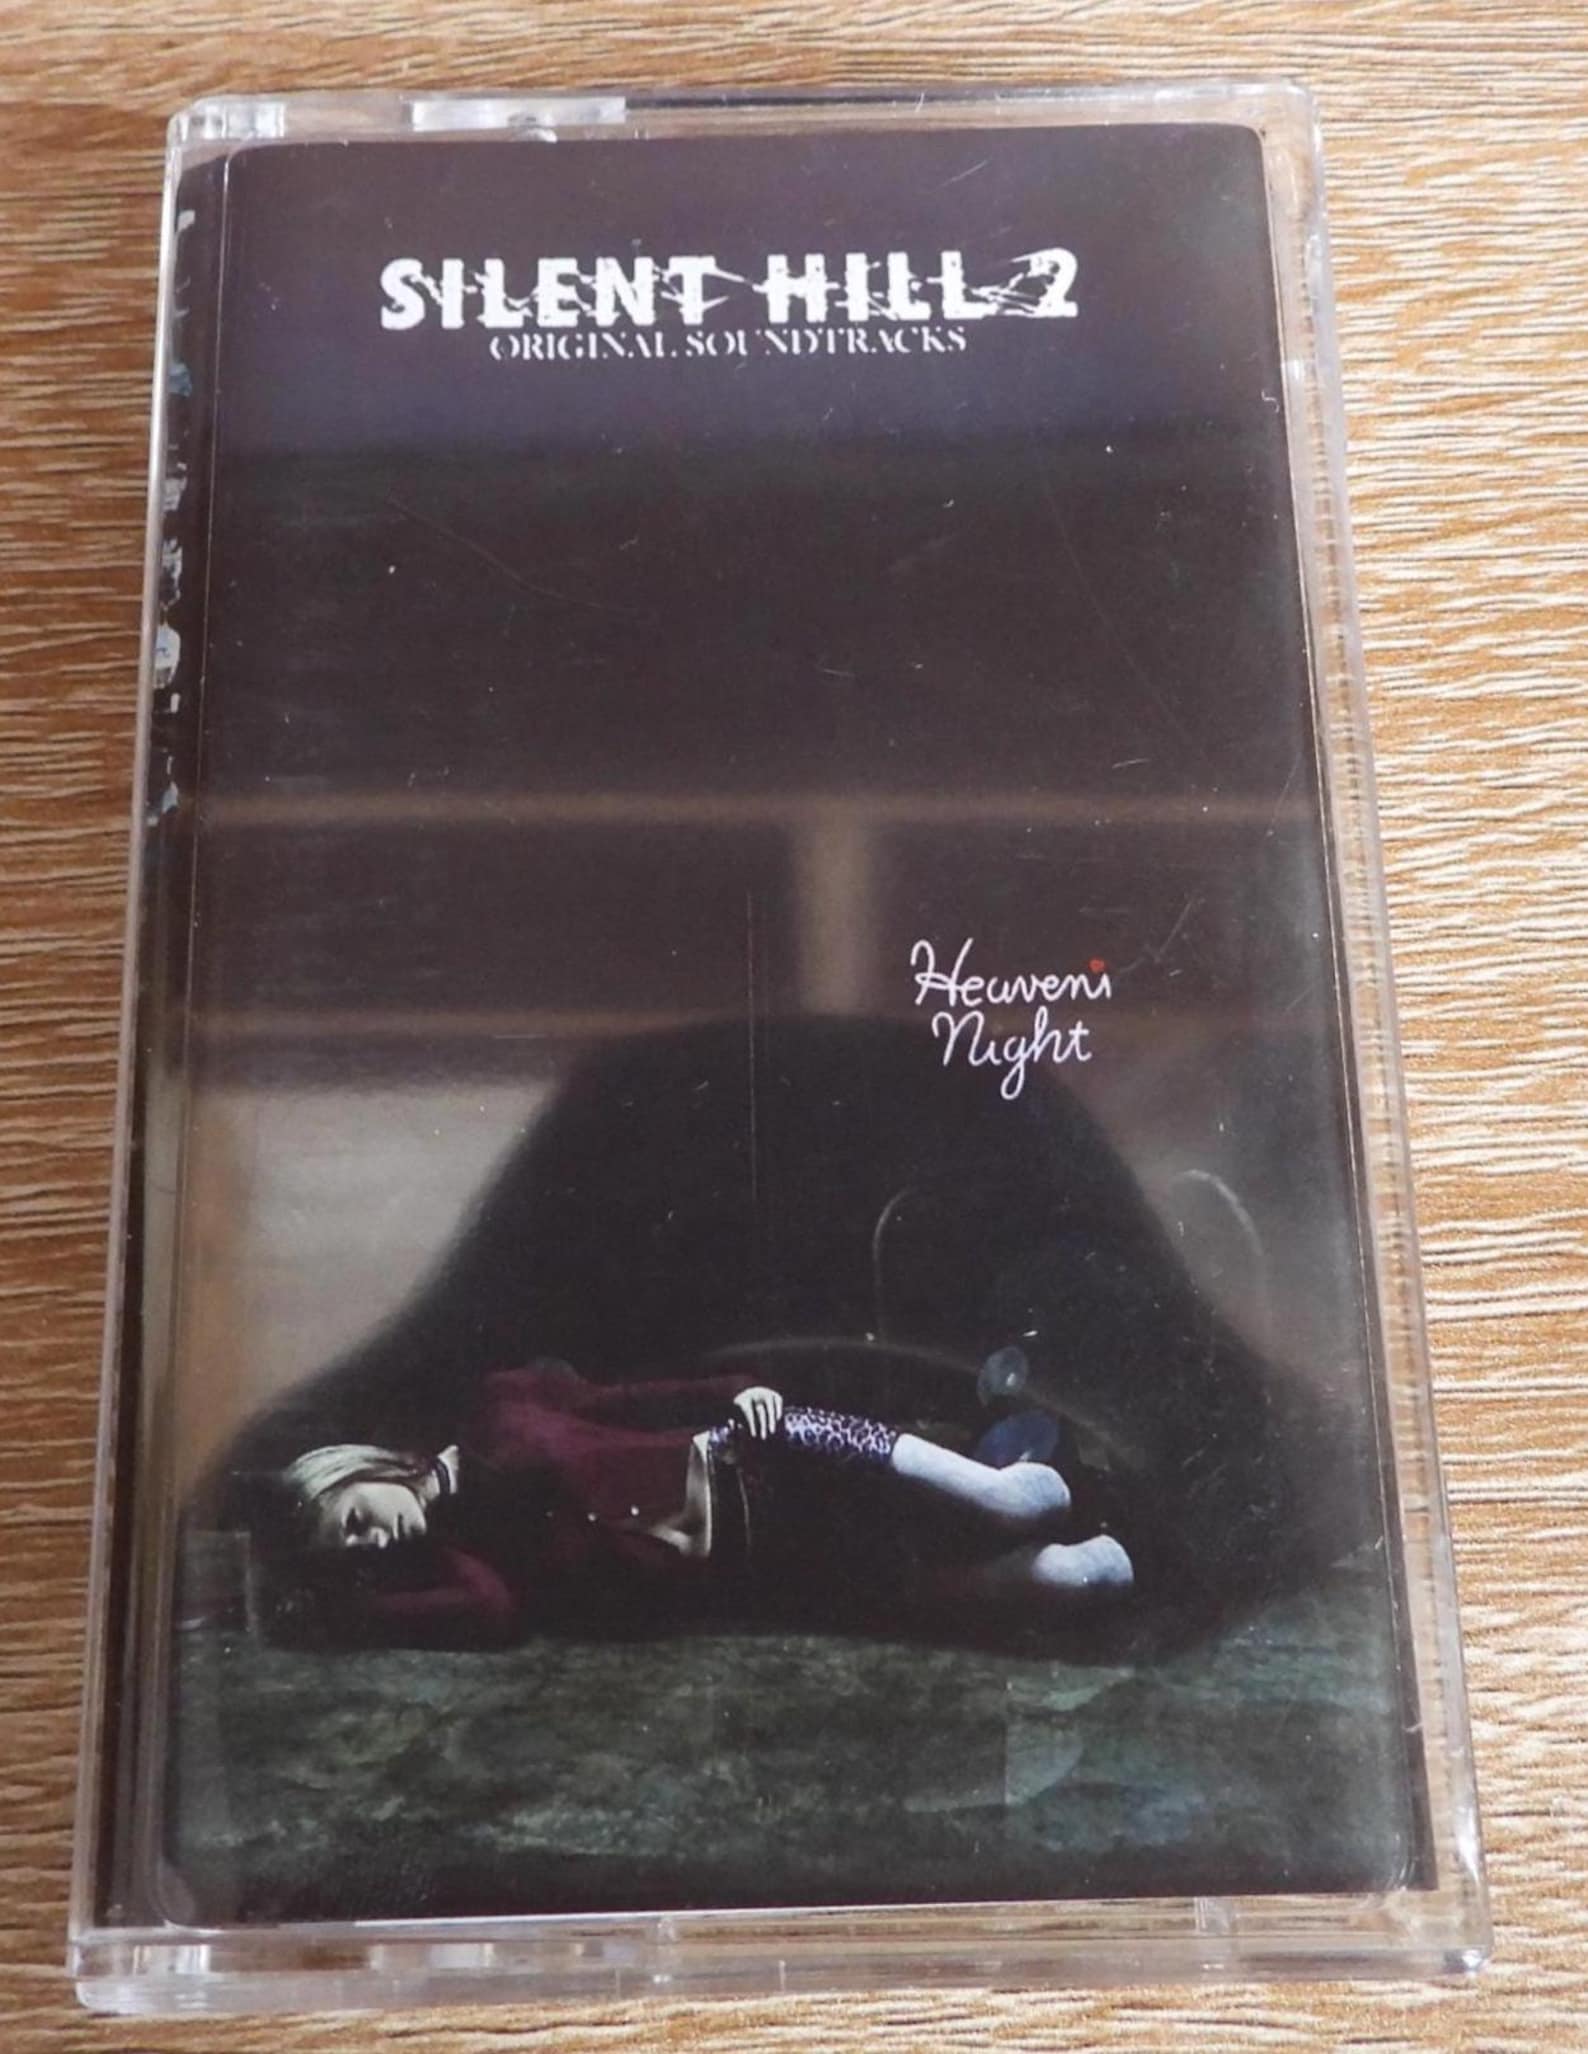 SILENT HILL 2
ORIGINAL SOUNDTRACKS
Heaven's
Night